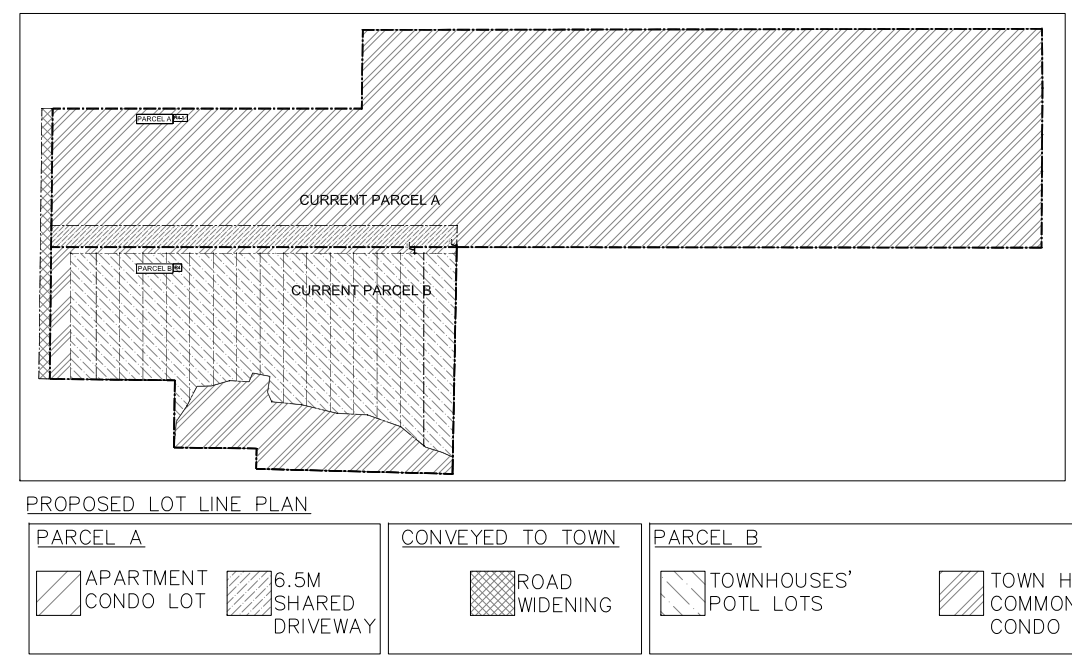 PARCEL A
CURRENT PARCEL A
PARCEL B
CURRENT PARCEL B
PROPOSED LOT LINE PLAN
PARCEL A
APARTMENT
CONDO LOT
6.5M
SHARED
DRIVEWAY
CONVEYED TO TOWN
ROAD
WIDENING
PARCEL B
TOWNHOUSES'
POTL LOTS
TOWN H
COMMON
CONDO